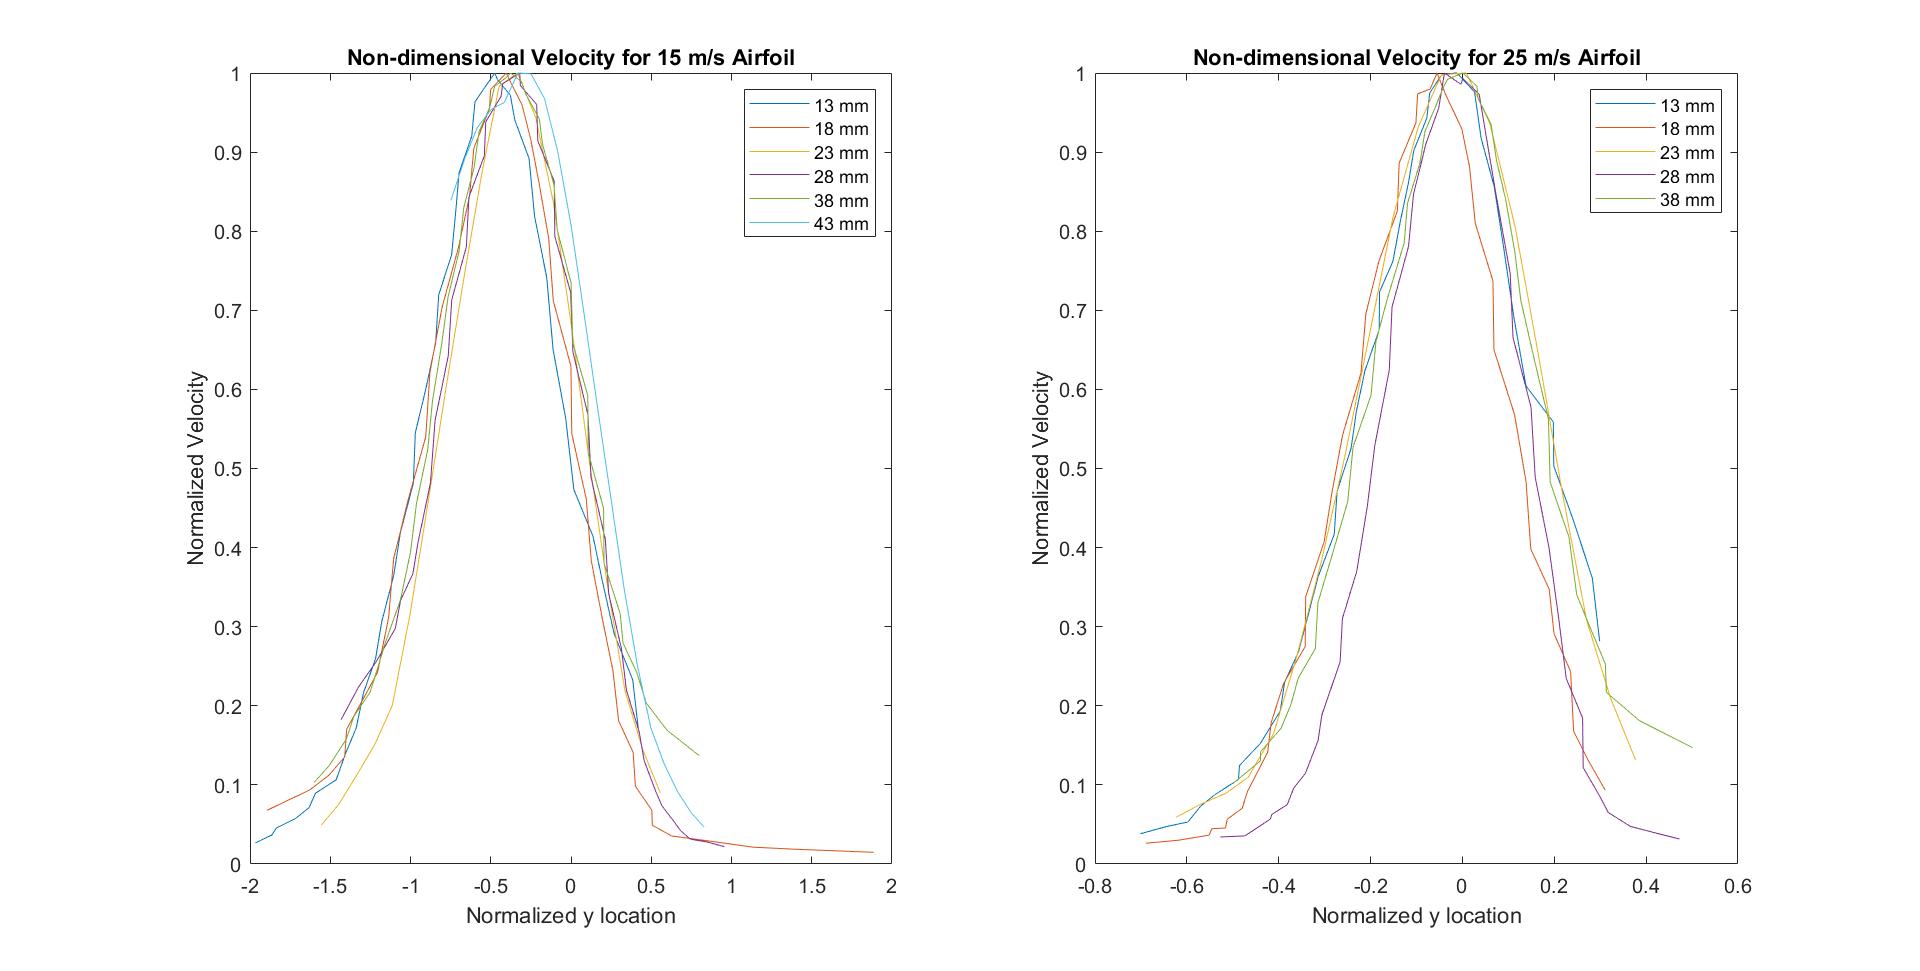 Non-dimensional Velocity for 15 m/s Airfoil
1
0.9
0.8
0.7
0.6
0.5
0.4
0.3
0.2
0.1
0
Normalized Velocity
-2 -1.5 -1 -0.5 0 0.5 1 1.5 2
Normalized y location
13 mm
18 mm
23 mm
28 mm
38 mm
43 mm
Non-dimensional Velocity for 25 m/s Airfoil
1
0.9
0.8
0.7
0.6
0.5
0.4
0.3
0.2
0.1
0
Normalized Velocity
-0.8 -0.6 -0.4 -0.2 0 0.2 0.4 0.6
Normalized y location
13 mm
18 mm
23 mm
28 mm
38 mm